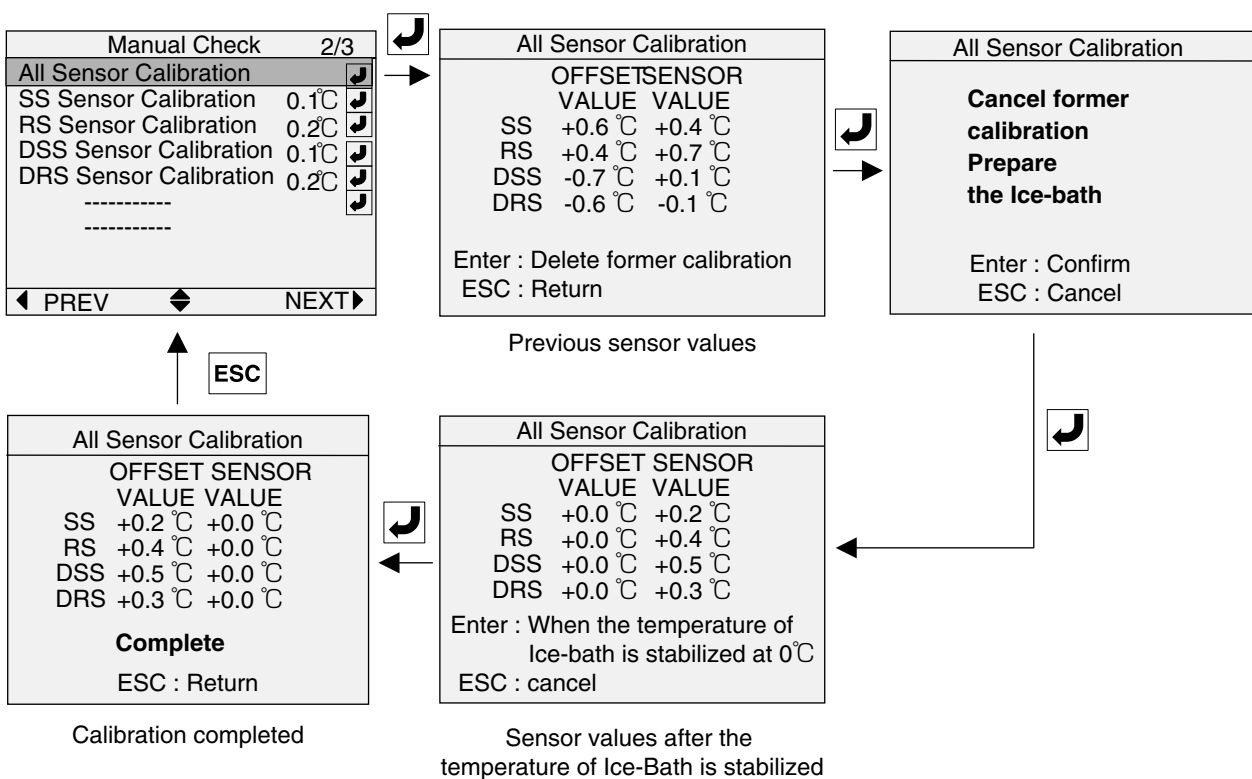 Manual Check 2/3
All Sensor Calibration
SS Sensor Calibration 0.1℃
RS Sensor Calibration 0.2℃
DSS Sensor Calibration 0.1℃
DRS Sensor Calibration 0.2℃
-----------
-----------
PREV NEXT
All Sensor Calibration
OFFSETSENSOR
VALUE VALUE
SS +0.6 ℃ +0.4 ℃
RS +0.4 ℃ +0.7 ℃
DSS -0.7 ℃ +0.1 ℃
DRS -0.6 ℃ -0.1 ℃
Enter : Delete former calibration
ESC : Return
Previous sensor values
All Sensor Calibration
Cancel former
calibration
Prepare
the Ice-bath
Enter : Confirm
ESC : Cancel
ESC
All Sensor Calibration
OFFSET SENSOR
VALUE VALUE
SS +0.2 ℃ +0.0 ℃
RS +0.4 ℃ +0.0 ℃
DSS +0.5 ℃ +0.0 ℃
DRS +0.3 ℃ +0.0 ℃
Complete
ESC : Return
Calibration completed
All Sensor Calibration
OFFSET SENSOR
VALUE VALUE
SS +0.0 ℃ +0.2 ℃
RS +0.0 ℃ +0.4 ℃
DSS +0.0 ℃ +0.5 ℃
DRS +0.0 ℃ +0.3 ℃
Enter : When the temperature of
Ice-bath is stabilized at 0℃
ESC : cancel
Sensor values after the
temperature of Ice-Bath is stabilized